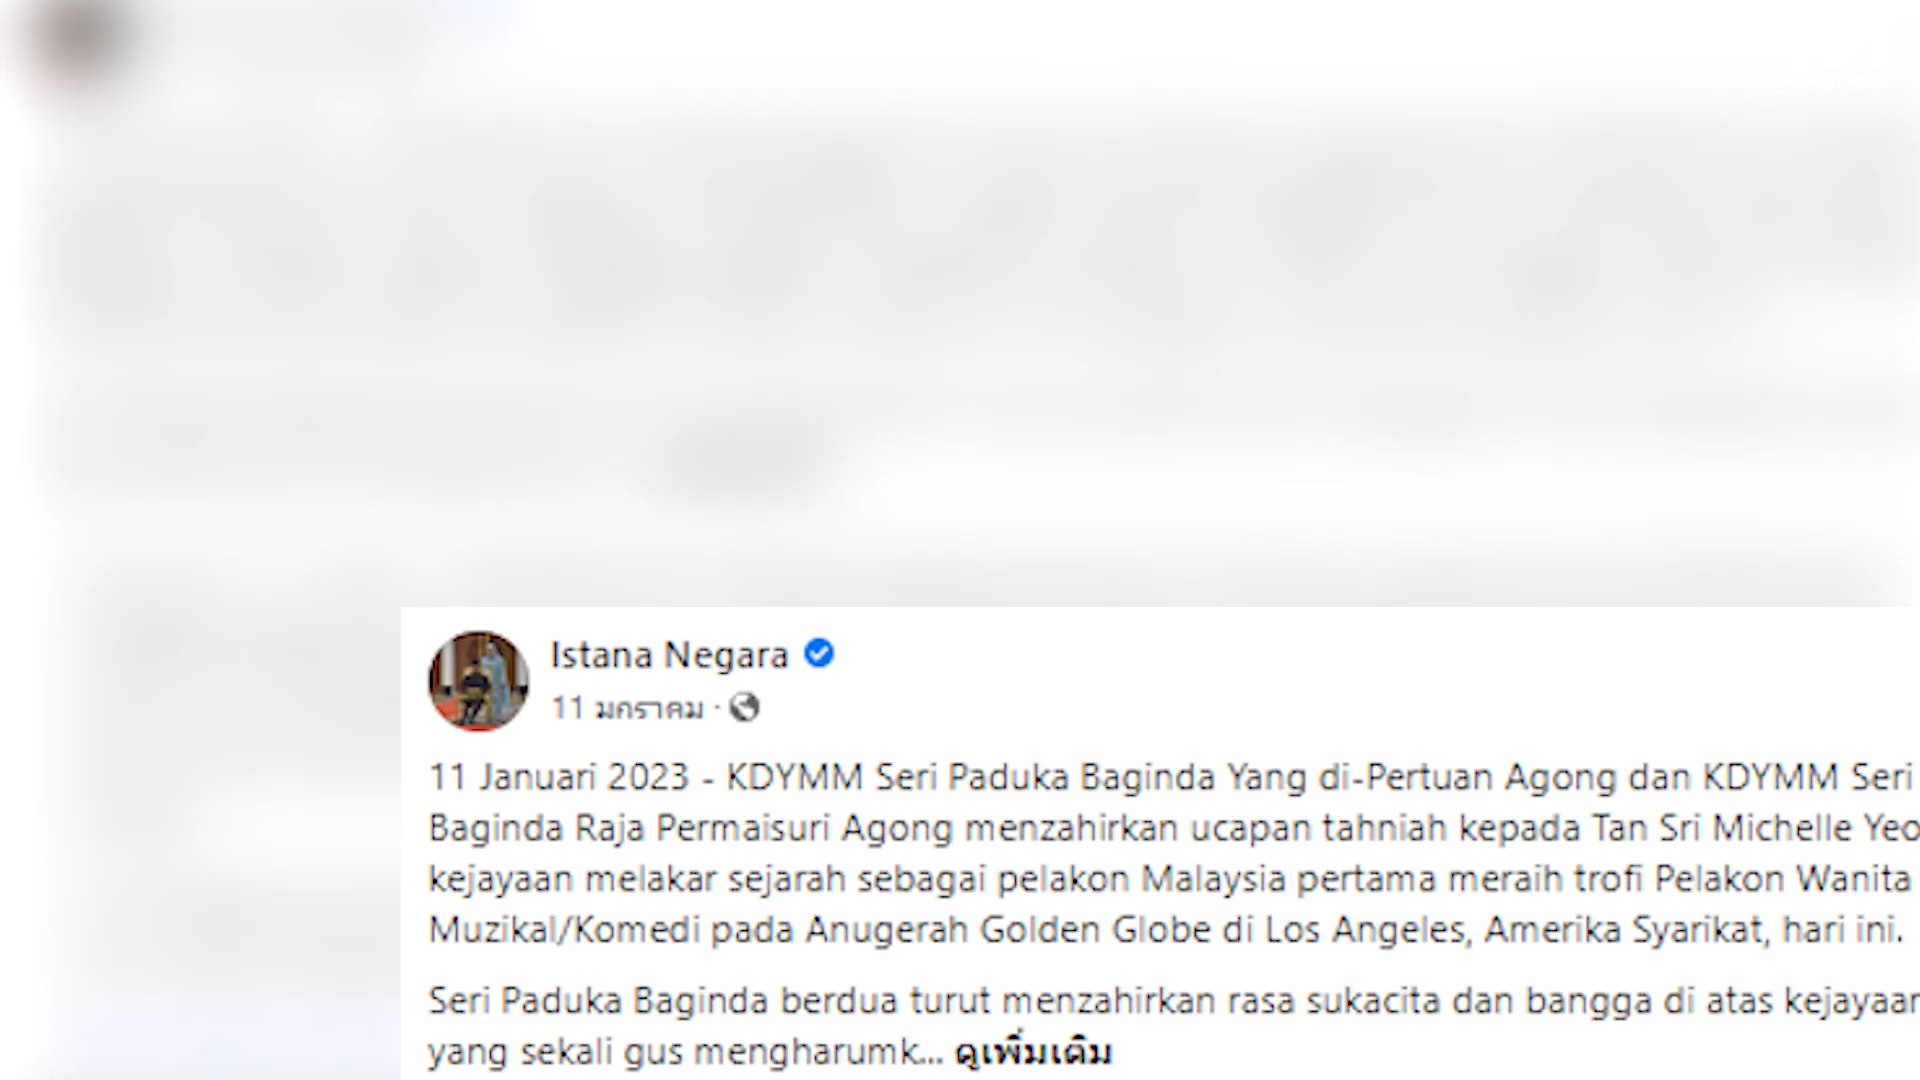 Istana Negara
11 มกราคม ·
11 Januari 2023 - KDYMM Seri Paduka Baginda Yang di-Pertuan Agong dan KDYMM Seri
Baginda Raja Permaisuri Agong menzahirkan ucapan tahniah kepada Tan Sri Michelle Yeo
kejayaan melakar sejarah sebagai pelakon Malaysia pertama meraih trofi Pelakon Wanita
Muzikal/Komedi pada Anugerah Golden Globe di Los Angeles, Amerika Syarikat, hari ini.
Seri Paduka Baginda berdua turut menzahirkan rasa sukacita dan bangga di atas kejayaan
yang sekali gus mengharumk... ดูเพิ่มเติม